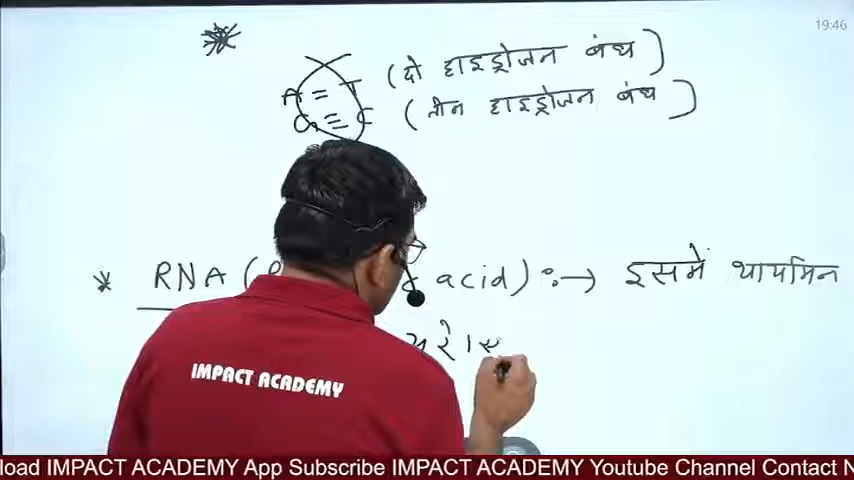 19:46
A = T (दो हाइड्रोजन बंध)
G ≡ C (तीन हाइड्रोजन बंध)
* RNA ( acid) :→ इसमें थायमिन
IMPACT ACADEMY
load IMPACT ACADEMY App Subscribe IMPACT ACADEMY Youtube Channel Contact N